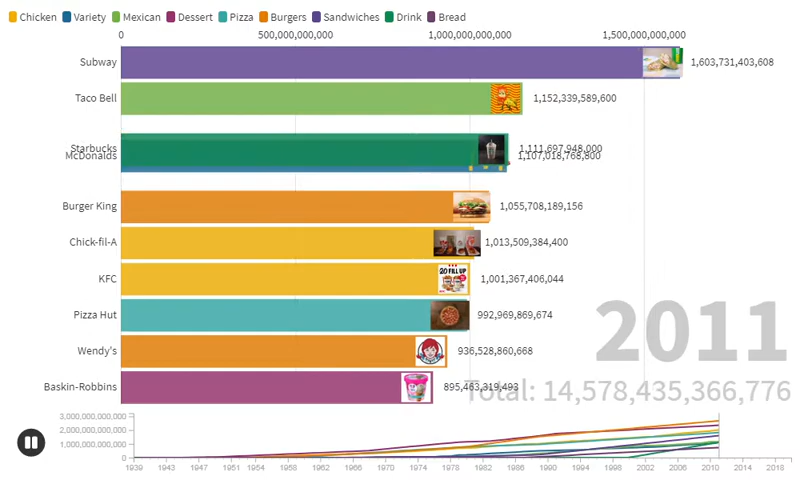 Chicken Variety Mexican Dessert Pizza Burgers Sandwiches Drink Bread
0 500,000,000,000 1,000,000,000,000 1,500,000,000,000
Subway 1,603,731,403,608
Taco Bell 1,152,339,589,600
Starbucks 1,111,697,948,000
McDonalds 1,107,018,768,800
Burger King 1,055,708,189,156
Chick-fil-A 1,013,509,384,400
KFC 1,001,367,406,044
Pizza Hut 992,969,869,674
Wendy's 936,528,860,668
Baskin-Robbins 895,463,319,493
2011
Total: 14,578,435,366,776
3,000,000,000,000
2,000,000,000,000
1,000,000,000,000
0
1939 1943 1947 1951 1954 1958 1962 1966 1970 1974 1978 1982 1986 1990 1994 1998 2002 2006 2011 2014 2018
20 FILL UP